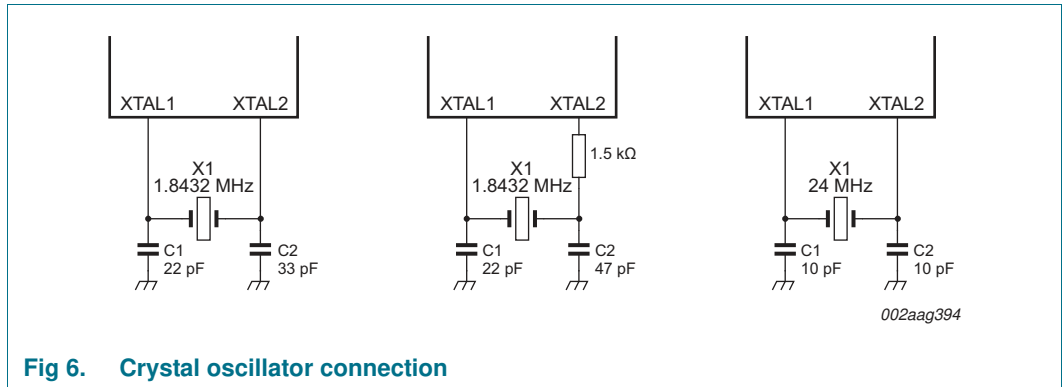 XTAL1 XTAL2
X1
1.8432 MHz
C1
22 pF
C2
33 pF
XTAL1 XTAL2
1.5 kΩ
X1
1.8432 MHz
C1
22 pF
C2
47 pF
XTAL1 XTAL2
X1
24 MHz
C1
10 pF
C2
10 pF
002aag394
Fig 6. Crystal oscillator connection